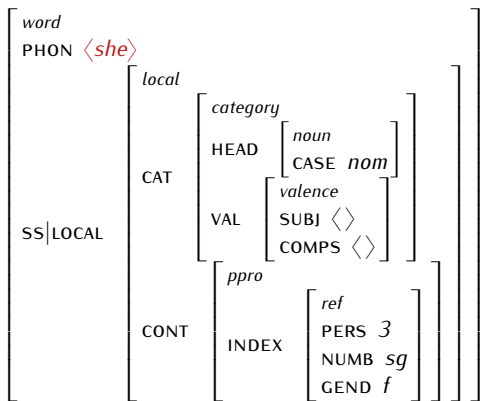 word
PHON ⟨she⟩
local
category
HEAD noun
CASE nom
CAT
VAL valence
SUBJ ⟨⟩
COMPS ⟨⟩
SS|LOCAL
ppro
CONT
INDEX ref
PERS 3
NUMB sg
GEND f